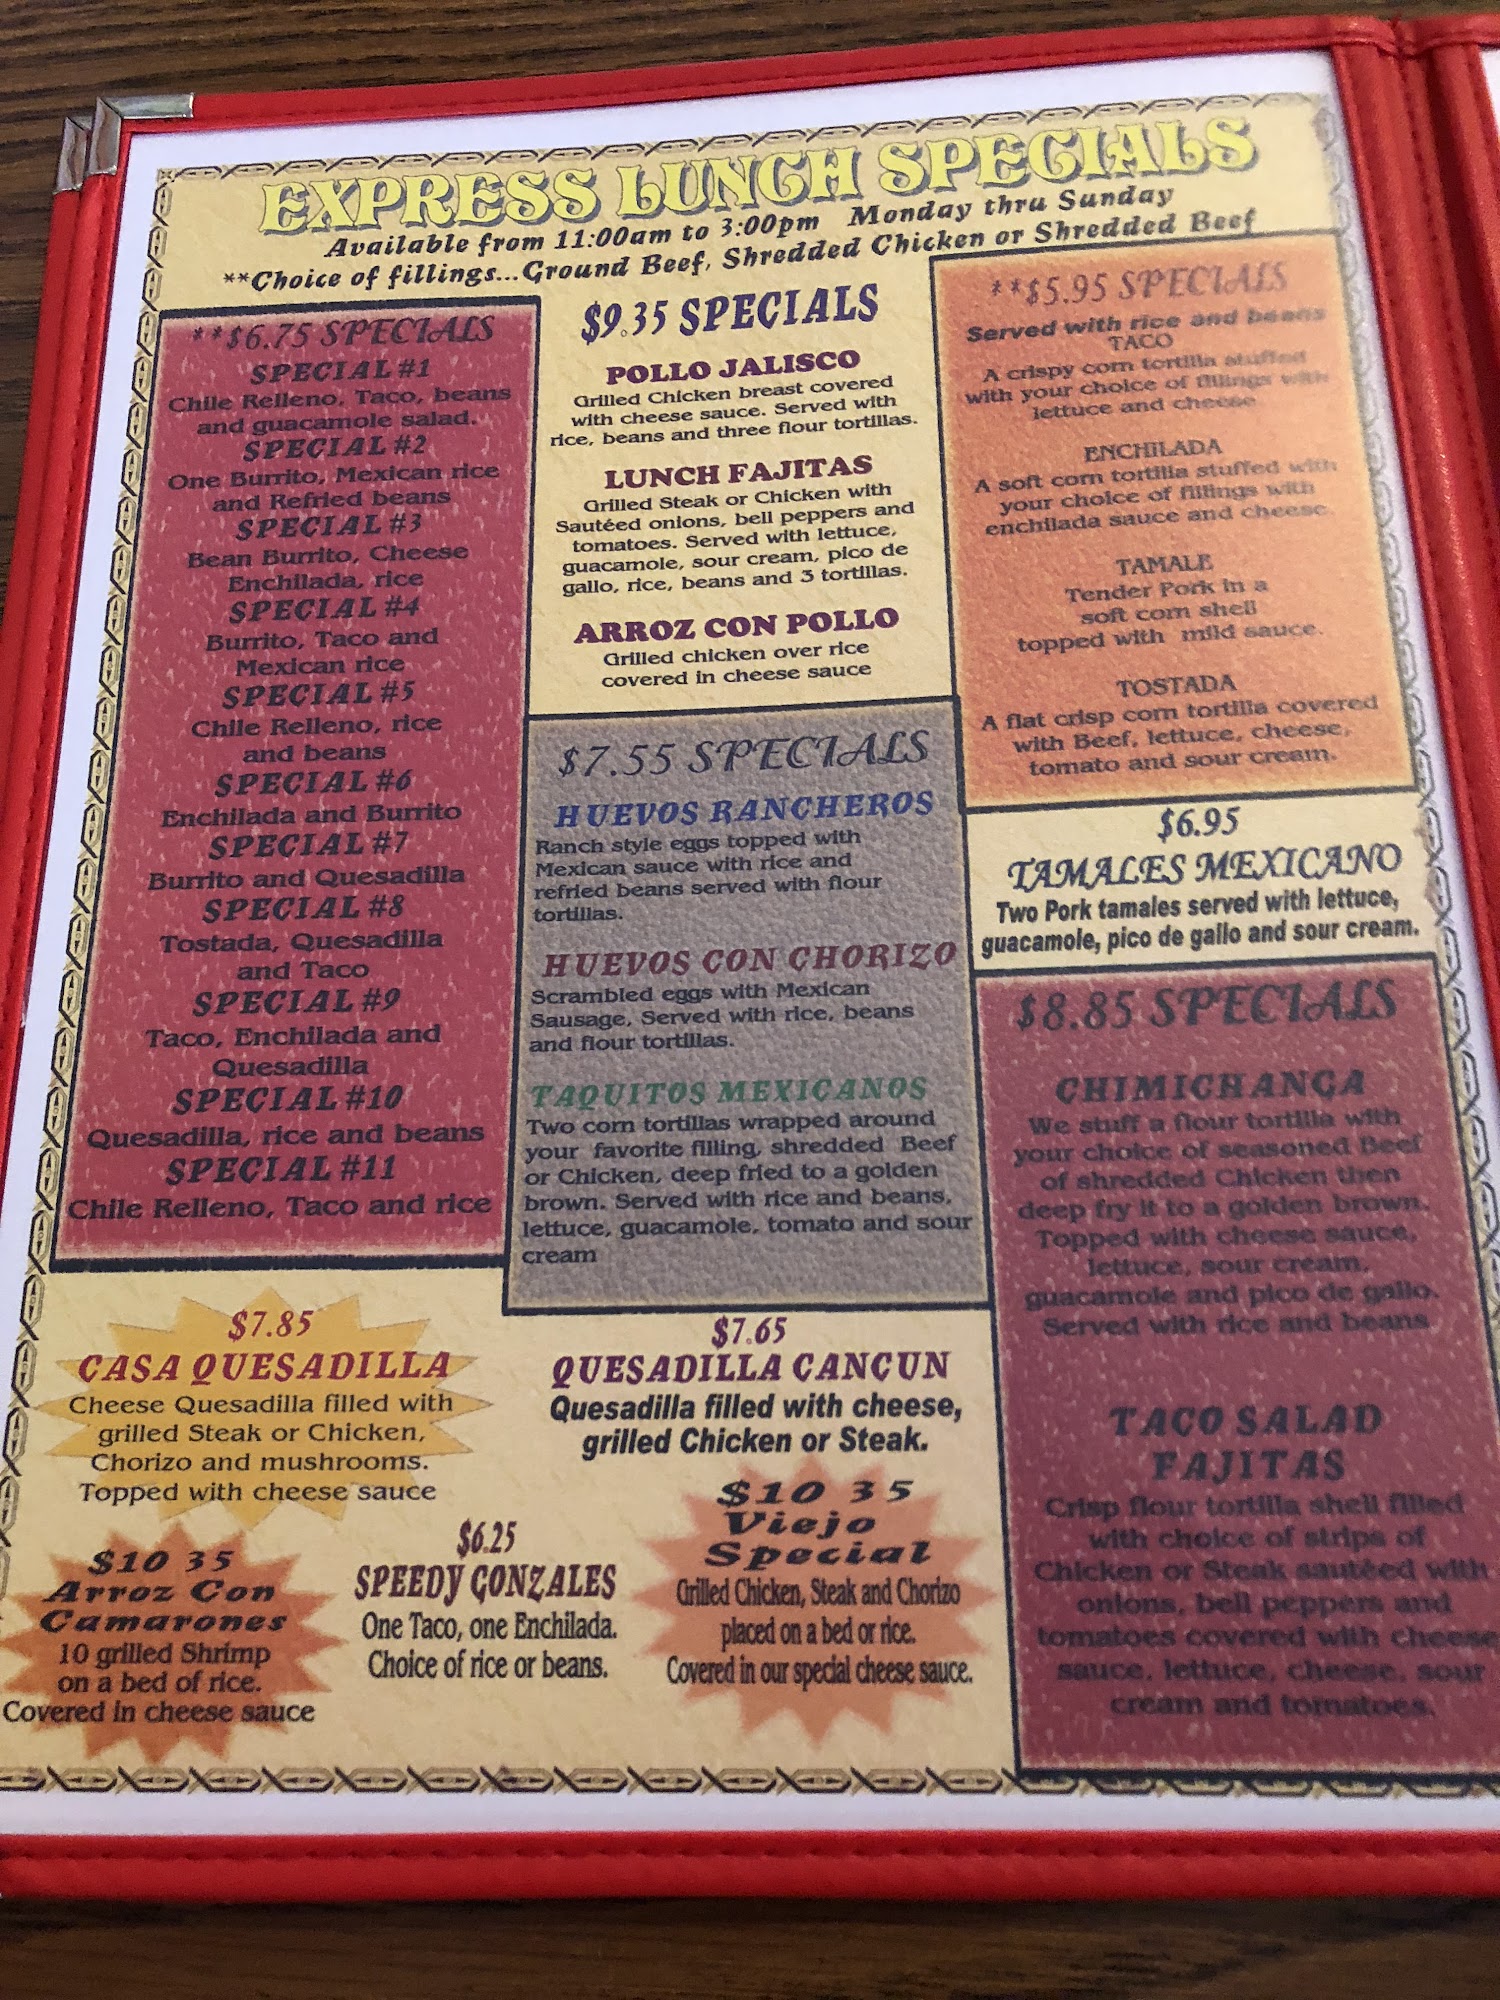 EXPRESS LUNCH SPECIALS
Available from 11:00am to 3:00pm Monday thru Sunday
**Choice of fillings...Ground Beef, Shredded Chicken or Shredded Beef
**$6.75 SPECIALS
SPECIAL #1
Chile Relleno, Taco, beans
and guacamole salad.
SPECIAL #2
One Burrito, Mexican rice
and Refried beans
SPECIAL #3
Bean Burrito, Cheese
Enchilada, rice
SPECIAL #4
Burrito, Taco and
Mexican rice
SPECIAL #5
Chile Relleno, rice
and beans
SPECIAL #6
Enchilada and Burrito
SPECIAL #7
Burrito and Quesadilla
SPECIAL #8
Tostada, Quesadilla
and Taco
SPECIAL #9
Taco, Enchilada and
Quesadilla
SPECIAL #10
Quesadilla, rice and beans
SPECIAL #11
Chile Relleno, Taco and rice
$9.35 SPECIALS
POLLO JALISCO
Grilled Chicken breast covered
with cheese sauce. Served with
rice, beans and three flour tortillas.
LUNCH FAJITAS
Grilled Steak or Chicken with
Sautéed onions, bell peppers and
tomatoes. Served with lettuce,
guacamole, sour cream, pico de
gallo, rice, beans and 3 tortillas.
ARROZ CON POLLO
Grilled chicken over rice
covered in cheese sauce
$7.55 SPECIALS
HUEVOS RANCHEROS
Ranch style eggs topped with
Mexican sauce with rice and
refried beans served with flour
tortillas.
HUEVOS CON CHORIZO
Scrambled eggs with Mexican
Sausage, Served with rice, beans
and flour tortillas.
TAQUITOS MEXICANOS
Two corn tortillas wrapped around
your favorite filling, shredded Beef
or Chicken, deep fried to a golden
brown. Served with rice and beans,
lettuce, guacamole, tomato and sour
cream
**$5.95 SPECIALS
Served with rice and beans
TACO
A crispy corn tortilla stuffed
with your choice of fillings with
lettuce and cheese
ENCHILADA
A soft corn tortilla stuffed with
your choice of fillings with
enchilada sauce and cheese.
TAMALE
Tender Pork in a
soft corn shell
topped with mild sauce.
TOSTADA
A flat crisp corn tortilla covered
with Beef, lettuce, cheese,
tomato and sour cream.
$6.95
TAMALES MEXICANO
Two Pork tamales served with lettuce,
guacamole, pico de gallo and sour cream.
$8.85 SPECIALS
CHIMICHANGA
We stuff a flour tortilla with
your choice of seasoned Beef
of shredded Chicken then
deep fry it to a golden brown.
Topped with cheese sauce,
lettuce, sour cream,
guacamole and pico de gallo.
Served with rice and beans
TACO SALAD
FAJITAS
Crisp flour tortilla shell filled
with choice of strips of
Chicken or Steak sautéed with
onions, bell peppers and
tomatoes covered with cheese
sauce, lettuce, cheese, sour
cream and tomatoes.
$7.85
CASA QUESADILLA
Cheese Quesadilla filled with
grilled Steak or Chicken,
Chorizo and mushrooms.
Topped with cheese sauce
$7.65
QUESADILLA CANCUN
Quesadilla filled with cheese,
grilled Chicken or Steak.
$10 35
Arroz Con
Camarones
10 grilled Shrimp
on a bed of rice.
Covered in cheese sauce
$6.25
SPEEDY GONZALES
One Taco, one Enchilada.
Choice of rice or beans.
$10 35
Viejo
Special
Grilled Chicken, Steak and Chorizo
placed on a bed or rice.
Covered in our special cheese sauce.